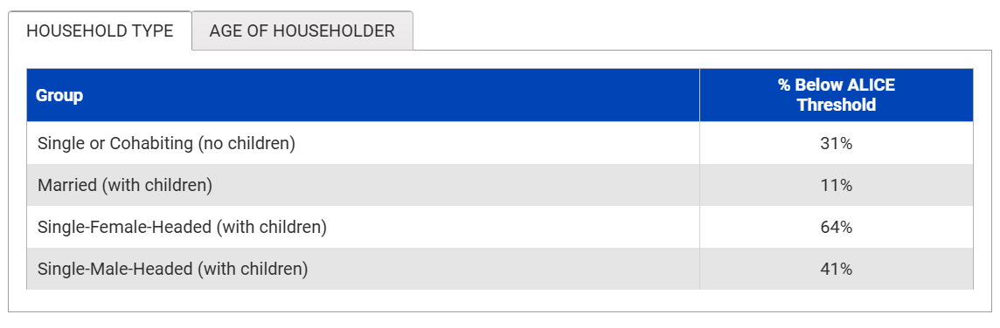 HOUSEHOLD TYPE AGE OF HOUSEHOLDER
Group % Below ALICE
Threshold
Single or Cohabiting (no children) 31%
Married (with children) 11%
Single-Female-Headed (with children) 64%
Single-Male-Headed (with children) 41%